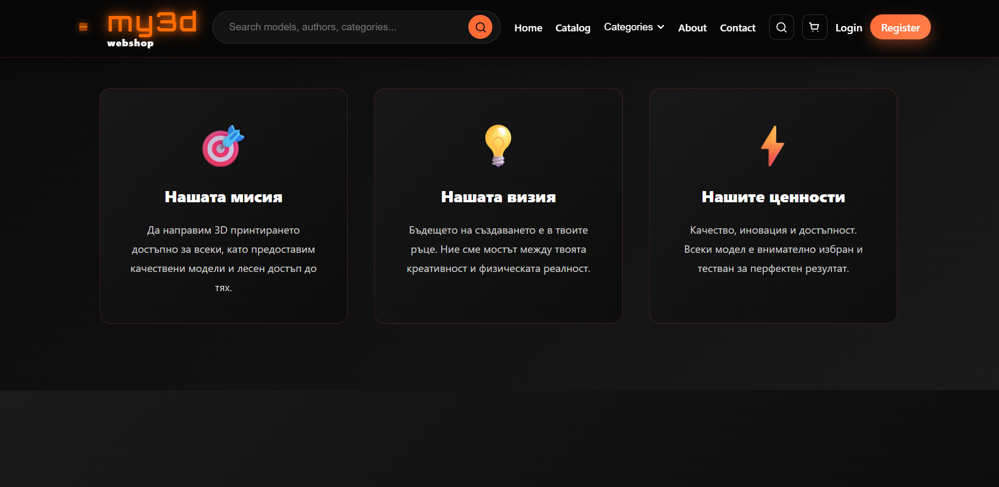 my3d
webshop
Search models, authors, categories...
Home
Catalog
Categories
About
Contact
Login
Register
Нашата мисия
Да направим 3D принтирането
достъпно за всеки, като предоставим
качествени модели и лесен достъп до
тях.
Нашата визия
Бъдещето на създаването е в твоите
ръце. Ние сме мостът между твоята
креативност и физическата реалност.
Нашите ценности
Качество, иновация и достъпност.
Всеки модел е внимателно избран и
тестван за перфектен резултат.